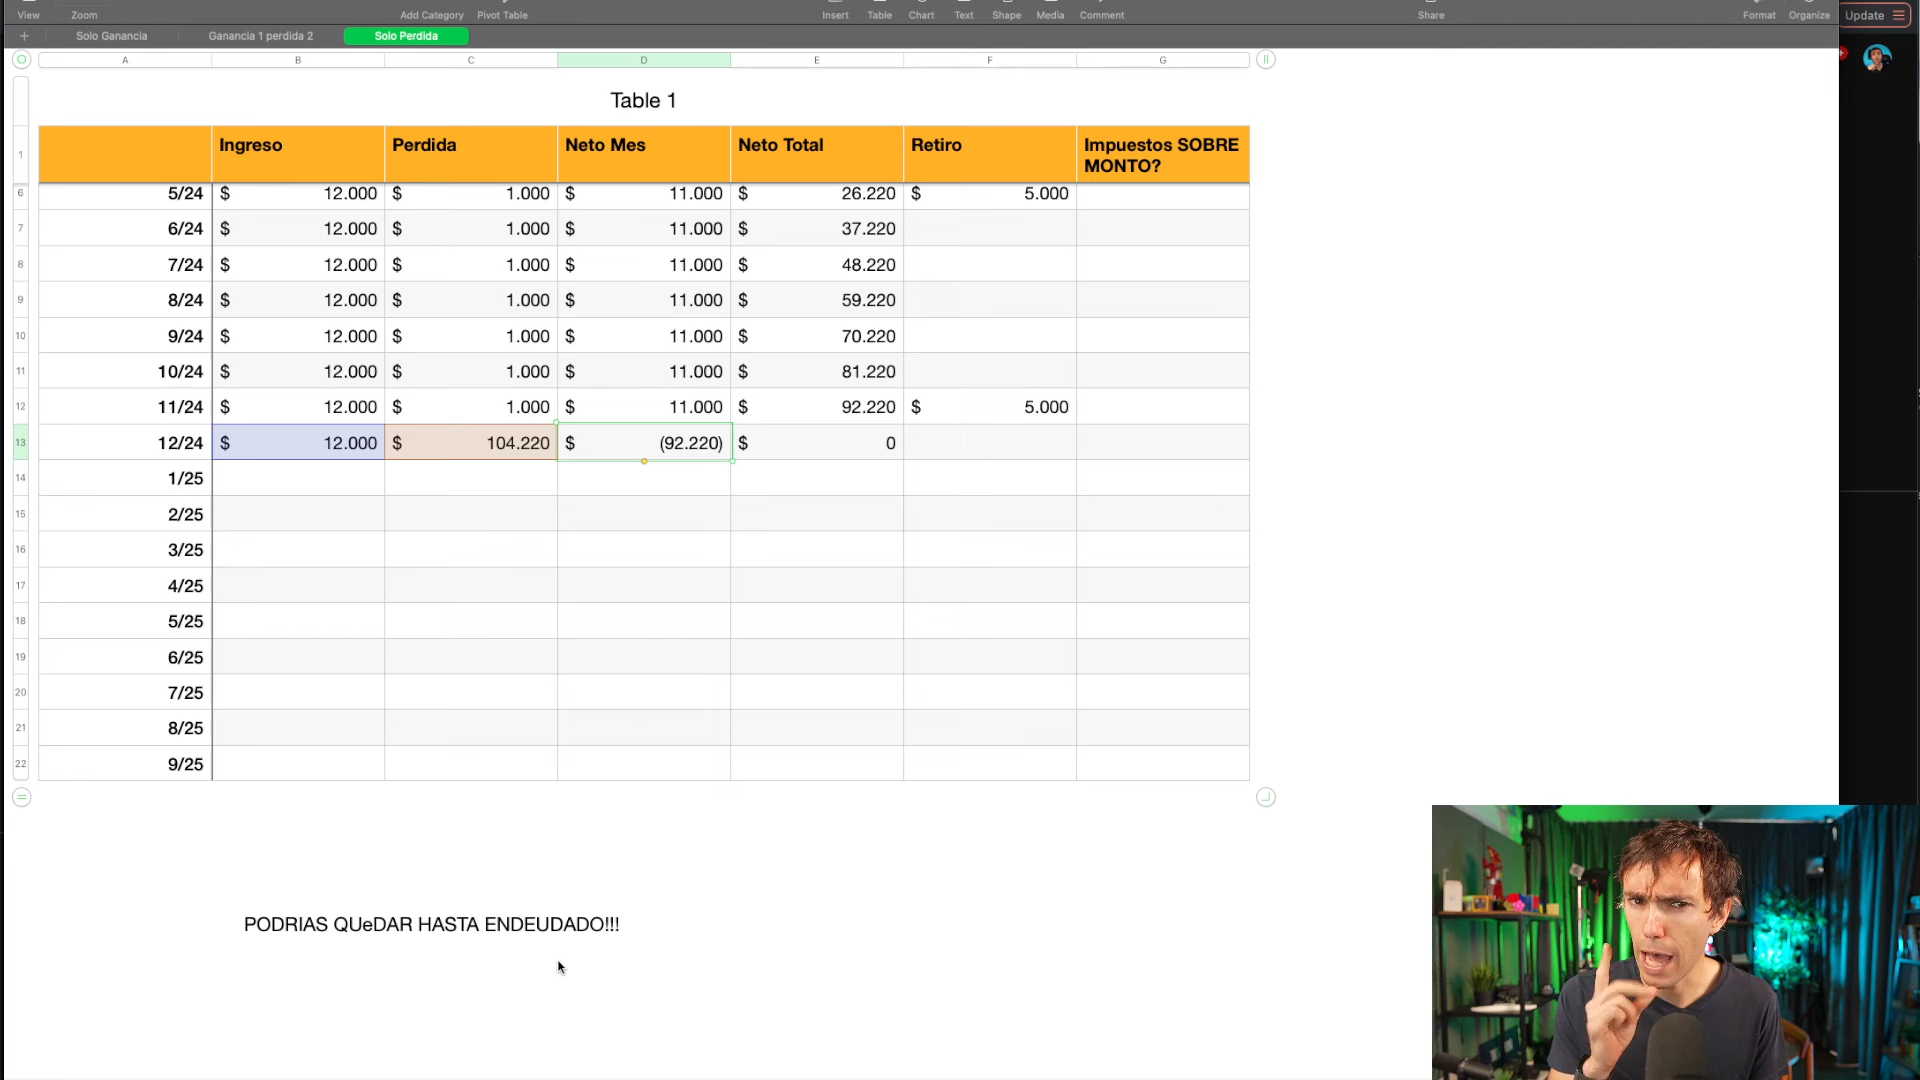 View Zoom Add Category Pivot Table Insert Table Chart Text Shape Media Comment Share Format Organize Update
+ Solo Ganancia Ganancia 1 perdida 2 Solo Perdida
A B C D E F G
Table 1
1 Ingreso Perdida Neto Mes Neto Total Retiro Impuestos SOBRE
MONTO?
6 5/24 $ 12.000 $ 1.000 $ 11.000 $ 26.220 $ 5.000
7 6/24 $ 12.000 $ 1.000 $ 11.000 $ 37.220
8 7/24 $ 12.000 $ 1.000 $ 11.000 $ 48.220
9 8/24 $ 12.000 $ 1.000 $ 11.000 $ 59.220
10 9/24 $ 12.000 $ 1.000 $ 11.000 $ 70.220
11 10/24 $ 12.000 $ 1.000 $ 11.000 $ 81.220
12 11/24 $ 12.000 $ 1.000 $ 11.000 $ 92.220 $ 5.000
13 12/24 $ 12.000 $ 104.220 $ (92.220) $ 0
14 1/25
15 2/25
16 3/25
17 4/25
18 5/25
19 6/25
20 7/25
21 8/25
22 9/25
PODRIAS QUeDAR HASTA ENDEUDADO!!!